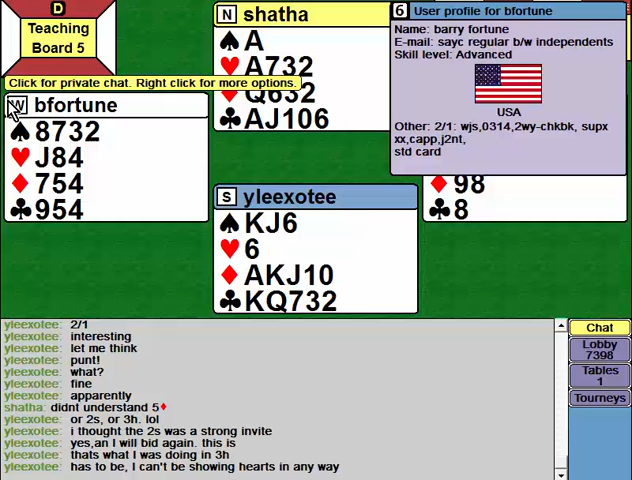 D
Teaching
Board 5
N shatha
♠ A
♥ A732
♦ Q632
♣ AJ106
6 User profile for bfortune
Name: barry fortune
E-mail: sayc regular b/w independents
Skill level: Advanced
USA
Other: 2/1: wjs,0314,2wy-chkbk, supx
xx,capp,j2nt,
std card
Click for private chat. Right click for more options.
W bfortune
♠ 8732
♥ J84
♦ 754
♣ 954
♦ 98
♣ 8
S yleexotee
♠ KJ6
♥ 6
♦ AKJ10
♣ KQ732
yleexotee: 2/1
yleexotee: interesting
yleexotee: let me think
yleexotee: punt!
yleexotee: what?
yleexotee: fine
yleexotee: apparently
shatha: didnt understand 5♦
yleexotee: or 2s, or 3h. lol
yleexotee: i thought the 2s was a strong invite
yleexotee: yes,an I will bid again. this is
yleexotee: thats what I was doing in 3h
yleexotee: has to be, I can't be showing hearts in any way
Chat
Lobby
7398
Tables
1
Tourneys